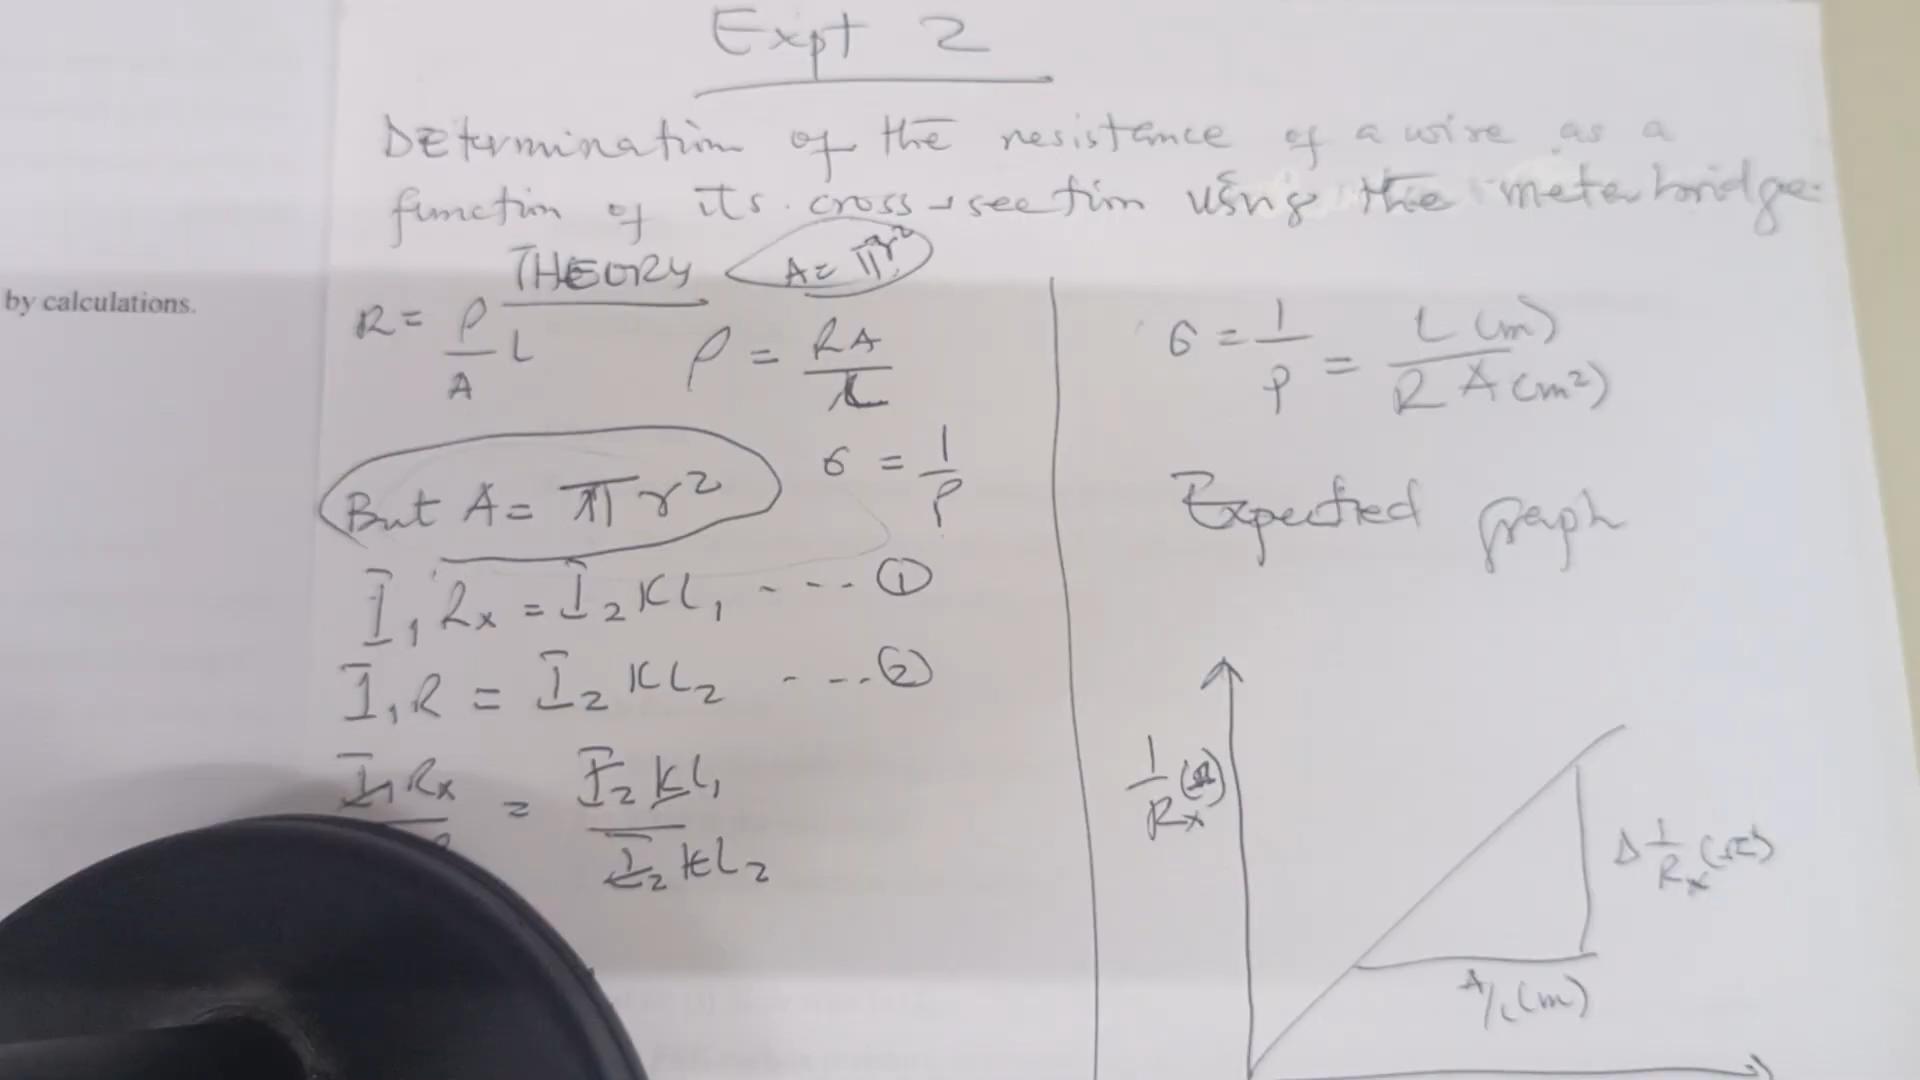 Expt 2
Determination of the resistance of a wire as a
function of its cross-section using the meter bridge.
THEORY
A = πr²
R = ρ/A L
ρ = RA/L
But A = πr²
σ = 1/ρ
I₁Rx = I₂KL₁ - - - - ①
I₁R = I₂KL₂ - - - - ②
I₁Rx = I₂KL₁
I₂KL₂
σ = 1/ρ = L(m)/RA(m²)
Expected graph
1/Rx (Ω)
Δ 1/Rx (Ω)
A/L (m)
by calculations.